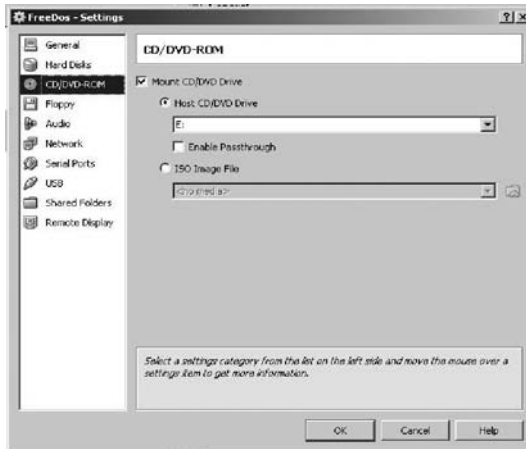 FreeDos - Settings
General
Hard Disks
CD/DVD-ROM
Floppy
Audio
Network
Serial Ports
USB
Shared Folders
Remote Display
CD/DVD-ROM
Mount CD/DVD Drive
Host CD/DVD Drive
E:
Enable Passthrough
ISO Image File
<no media>
Select a settings category from the list on the left side and move the mouse over a
settings item to get more information.
OK
Cancel
Help